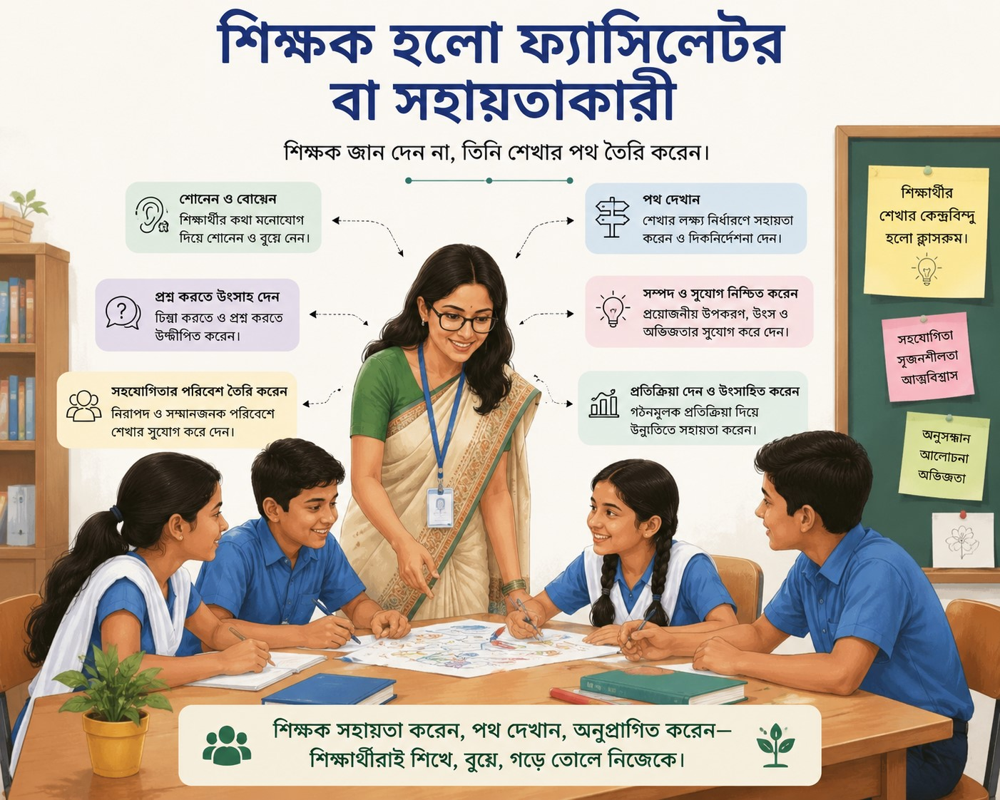 শিক্ষক হলো ফ্যাসিলেটর
বা সহায়তাকারী
শিক্ষক জান দেন না, তিনি শেখার পথ তৈরি করেন।
শোনেন ও বোয়েন
শিক্ষার্থীর কথা মনোযোগ
দিয়ে শোনেন ও বুয়ে নেন।
প্রশ্ন করতে উৎসাহ দেন
চিন্তা করতে ও প্রশ্ন করতে
উদ্দীপিত করেন।
সহযোগিতার পরিবেশ তৈরি করেন
নিরাপদ ও সম্মানজনক পরিবেশে
শেখার সুযোগ করে দেন।
পথ দেখান
শেখার লক্ষ্য নির্ধারণে সহায়তা
করেন ও দিকনির্দেশনা দেন।
সম্পদ ও সুযোগ নিশ্চিত করেন
প্রয়োজনীয় উপকরণ, উৎস ও
অভিজতার সুযোগ করে দেন।
প্রতিক্রিয়া দেন ও উৎসাহিত করেন
গঠনমুলক প্রতিক্রিয়া দিয়ে
উন্নুতিতে সহায়তা করেন।
শিক্ষার্থীর
শেখার কেন্দ্রবিন্দু
হলো ক্লাসরুম।
সহযোগিতা
সৃজনশীলতা
আত্মবিশ্বাস
অনুসন্ধান
আলোচনা
অভিজ্ঞতা
শিক্ষক সহায়তা করেন, পথ দেখান, অনুপ্রাগিত করেন—
শিক্ষার্থীরাই শিখে, বুয়ে, গড়ে তোলে নিজেকে।